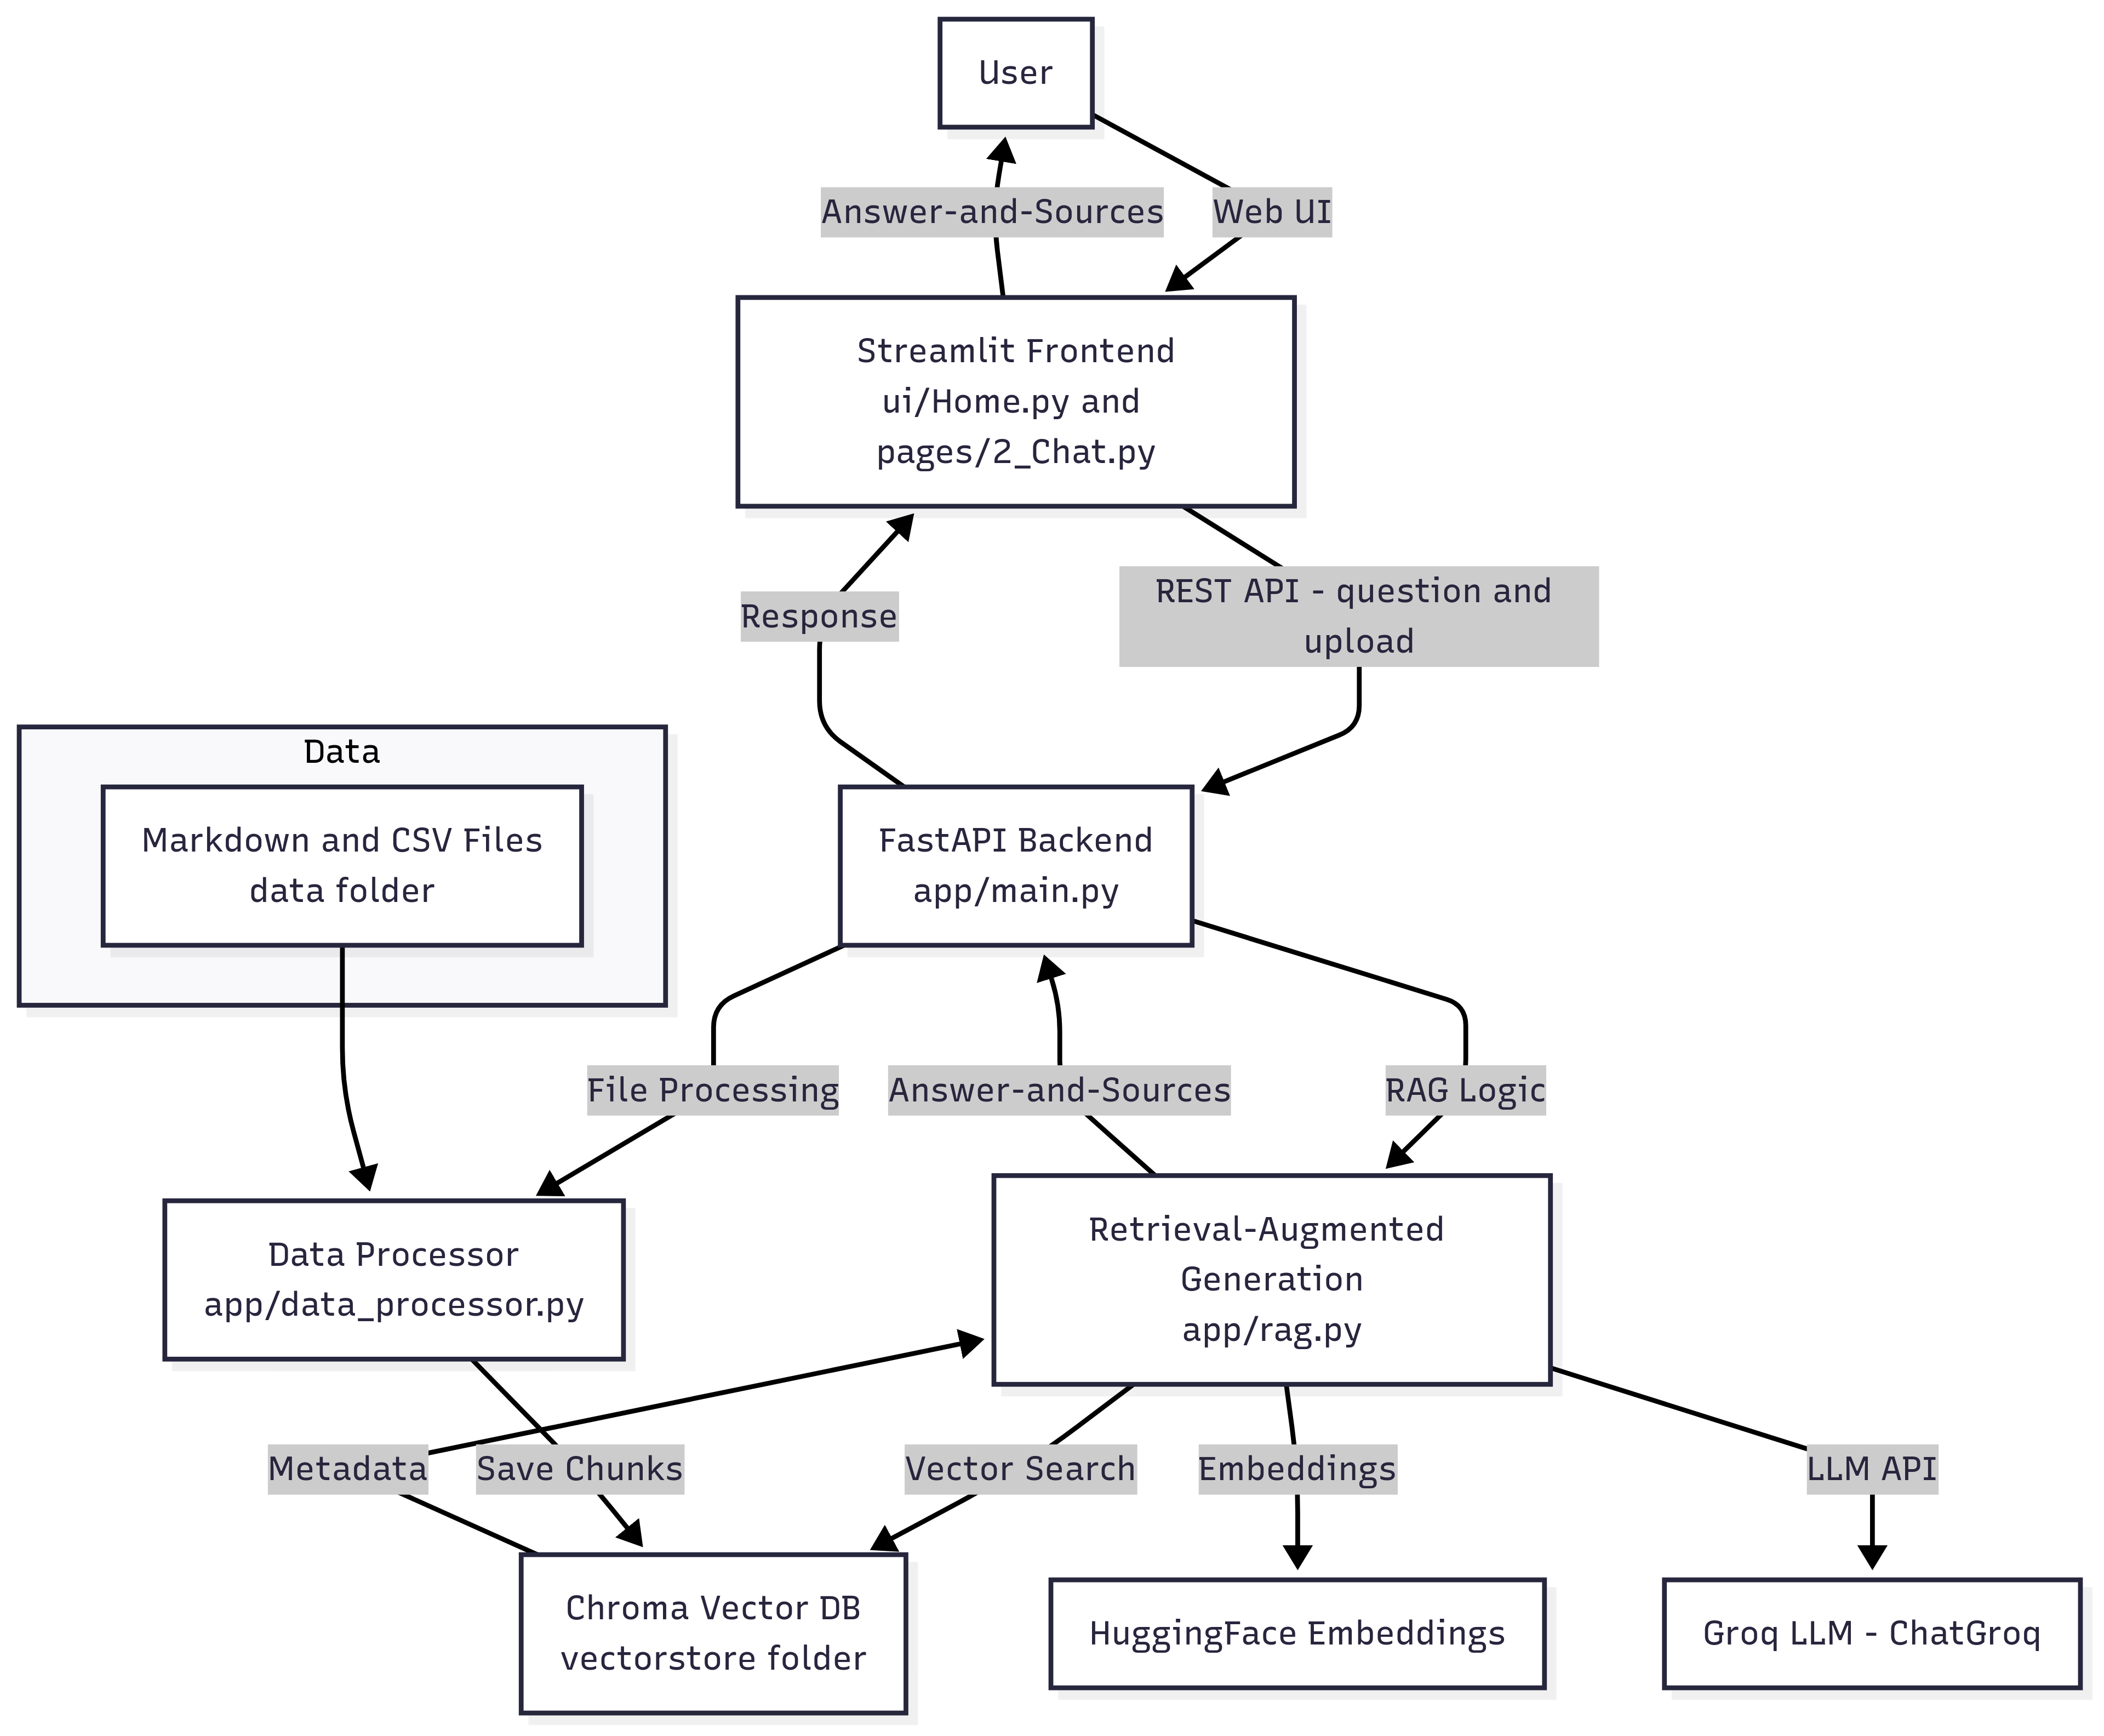 User
Answer-and-Sources
Web UI
Streamlit Frontend
ui/Home.py and
pages/2_Chat.py
Response
REST API - question and
upload
Data
Markdown and CSV Files
data folder
FastAPI Backend
app/main.py
File Processing
Answer-and-Sources
RAG Logic
Data Processor
app/data_processor.py
Retrieval-Augmented
Generation
app/rag.py
Metadata
Save Chunks
Vector Search
Embeddings
LLM API
Chroma Vector DB
vectorstore folder
HuggingFace Embeddings
Groq LLM - ChatGroq